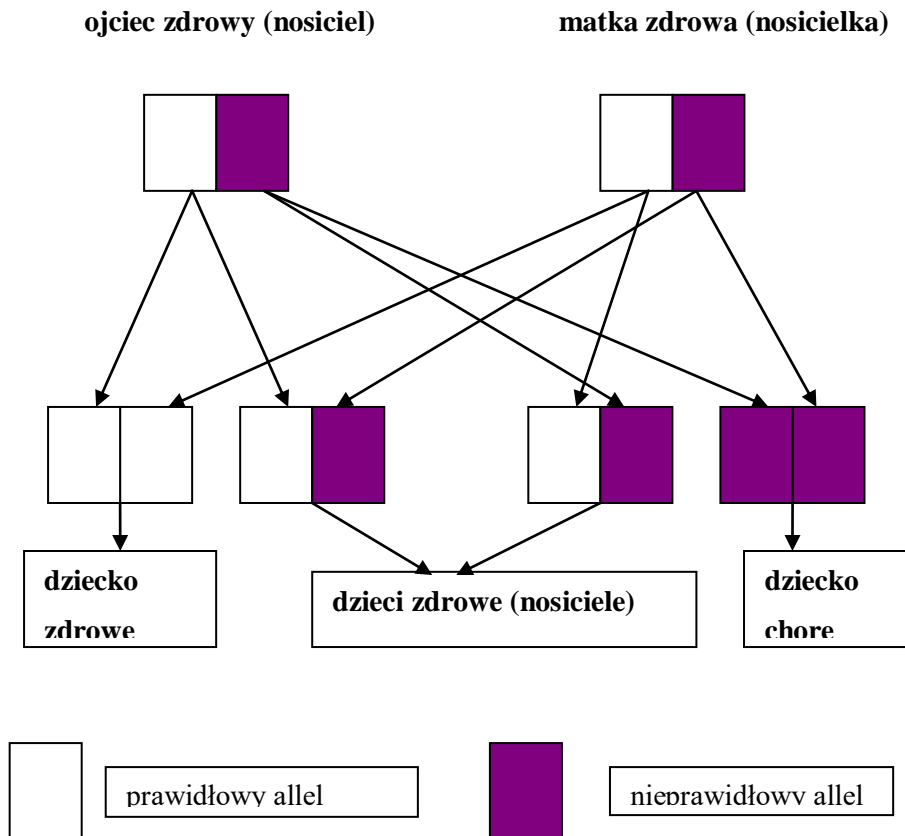 ojciec zdrowy (nosiciel) matka zdrowa (nosicielka)
dziecko
zdrowe
dzieci zdrowe (nosiciele)
dziecko
chore
prawidłowy allel
nieprawidłowy allel